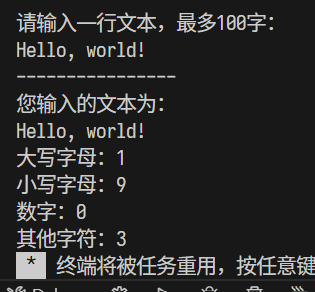 请输入一行文本，最多100字：
Hello, world!
----------------
您输入的文本为：
Hello, world!
大写字母：1
小写字母：9
数字：0
其他字符：3
* 终端将被任务重用，按任意键